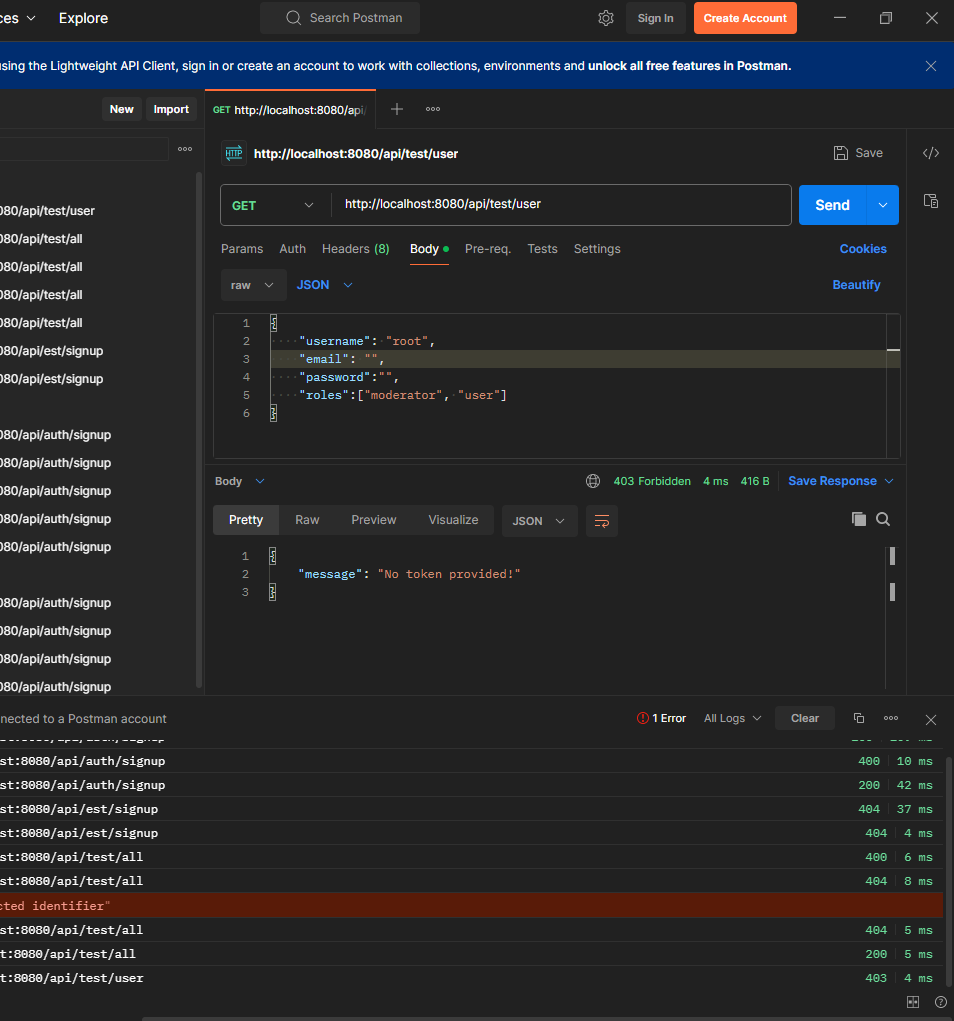 ces Explore Search Postman Sign In Create Account
using the Lightweight API Client, sign in or create an account to work with collections, environments and unlock all free features in Postman.
New Import GET http://localhost:8080/api/
HTTP http://localhost:8080/api/test/user Save
GET http://localhost:8080/api/test/user Send
Params Auth Headers (8) Body Pre-req. Tests Settings Cookies
raw JSON Beautify
1 {
2 "username": "root",
3 "email": "",
4 "password":"",
5 "roles":["moderator", "user"]
6 }
Body 403 Forbidden 4 ms 416 B Save Response
Pretty Raw Preview Visualize JSON
1 {
2 "message": "No token provided!"
3 }
080/api/test/user
080/api/test/all
080/api/test/all
080/api/test/all
080/api/test/all
080/api/est/signup
080/api/est/signup
080/api/auth/signup
080/api/auth/signup
080/api/auth/signup
080/api/auth/signup
080/api/auth/signup
080/api/auth/signup
080/api/auth/signup
080/api/auth/signup
080/api/auth/signup
nected to a Postman account 1 Error All Logs Clear
st:8080/api/auth/signup 400 10 ms
st:8080/api/auth/signup 200 42 ms
st:8080/api/est/signup 404 37 ms
st:8080/api/est/signup 404 4 ms
st:8080/api/test/all 400 6 ms
st:8080/api/test/all 404 8 ms
cted identifier"
st:8080/api/test/all 404 5 ms
st:8080/api/test/all 200 5 ms
t:8080/api/test/user 403 4 ms